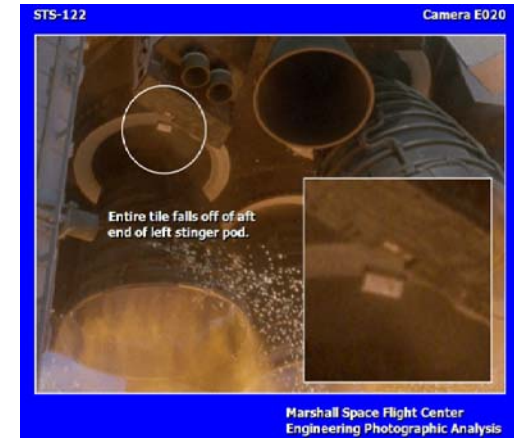 STS-122
Camera E020
Entire tile falls off of aft
end of left stinger pod.
Marshall Space Flight Center
Engineering Photographic Analysis